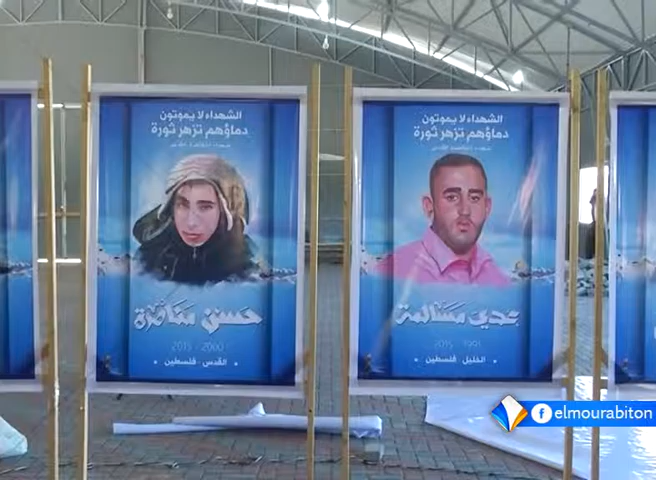 الشهداء لا يموتون
دماؤهم تزهر ثورة
حسن مناصرة
2015 - 2000
القدس - فلسطين
الشهداء لا يموتون
دماؤهم تزهر ثورة
عدي مسالمة
2015 - 1991
الخليل - فلسطين
elmourabiton